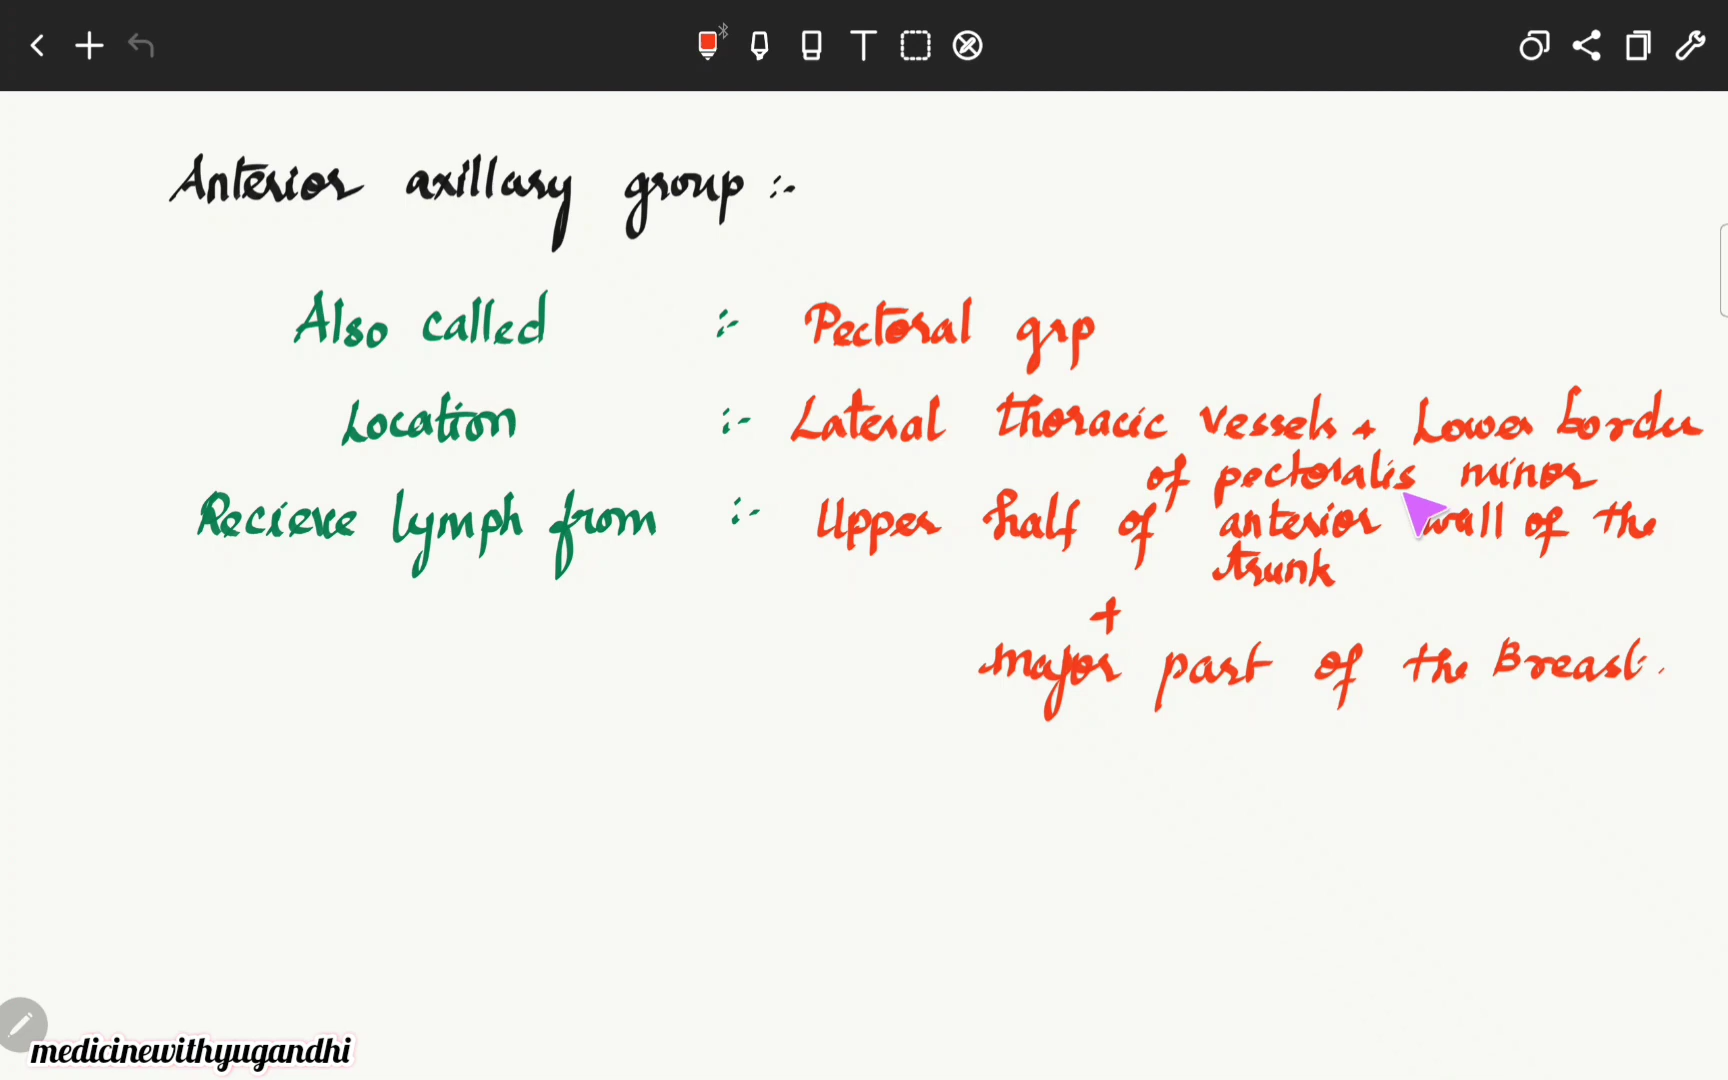 Anterior axillary group :-
Also called :- Pectoral grp
Location :- Lateral thoracic vessels + Lower border
of pectoralis minor
Recieve lymph from :- Upper half of anterior wall of the
trunk
+
major part of the Breast.
medicinewithyugandhi